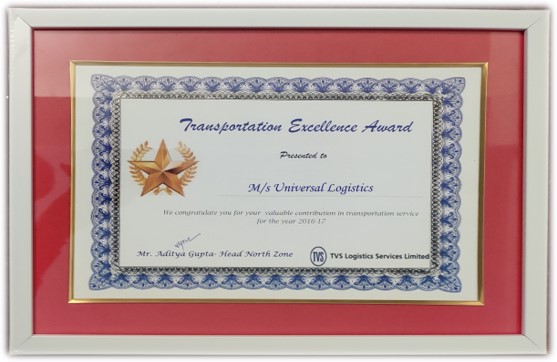 Transportation Excellence Award
Presented to
M/s Universal Logistics
We congratulate you for your valuable contribution in transportation service
for the year 2016-17
Mr. Aditya Gupta- Head North Zone
TVS TVS Logistics Services Limited